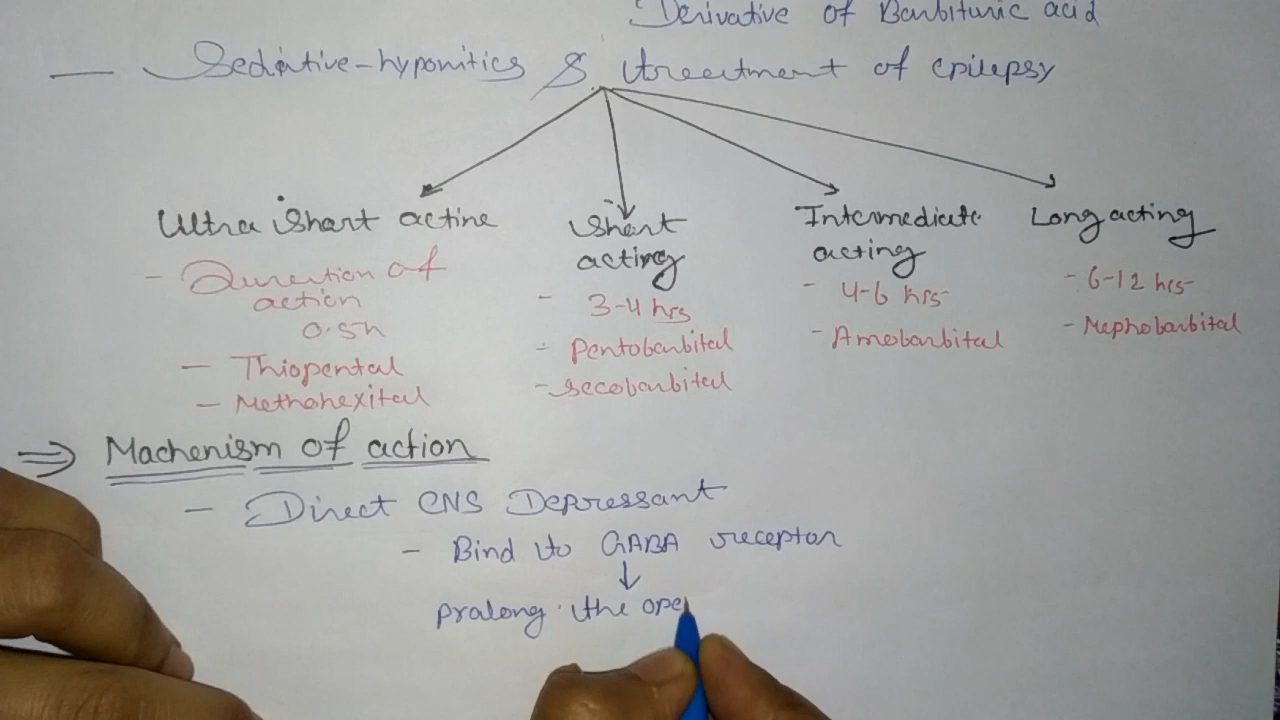 Derivative of Barbituric acid
— Sedative-hyponitics & treatment of epilepsy
Ultra short actine
- Duration of
action
0.5h
- Thiopental
- Methohexital
short
acting
- 3-4 hrs
- Pentobarbital
- secobarbital
Intermediate
acting
- 4-6 hrs
- Amobarbital
Long acting
- 6-12 hrs
- Mephobarbital
⇒ Machenism of action
- Direct CNS Depressant
- Bind to GABA receptor
↓
prolong the ope